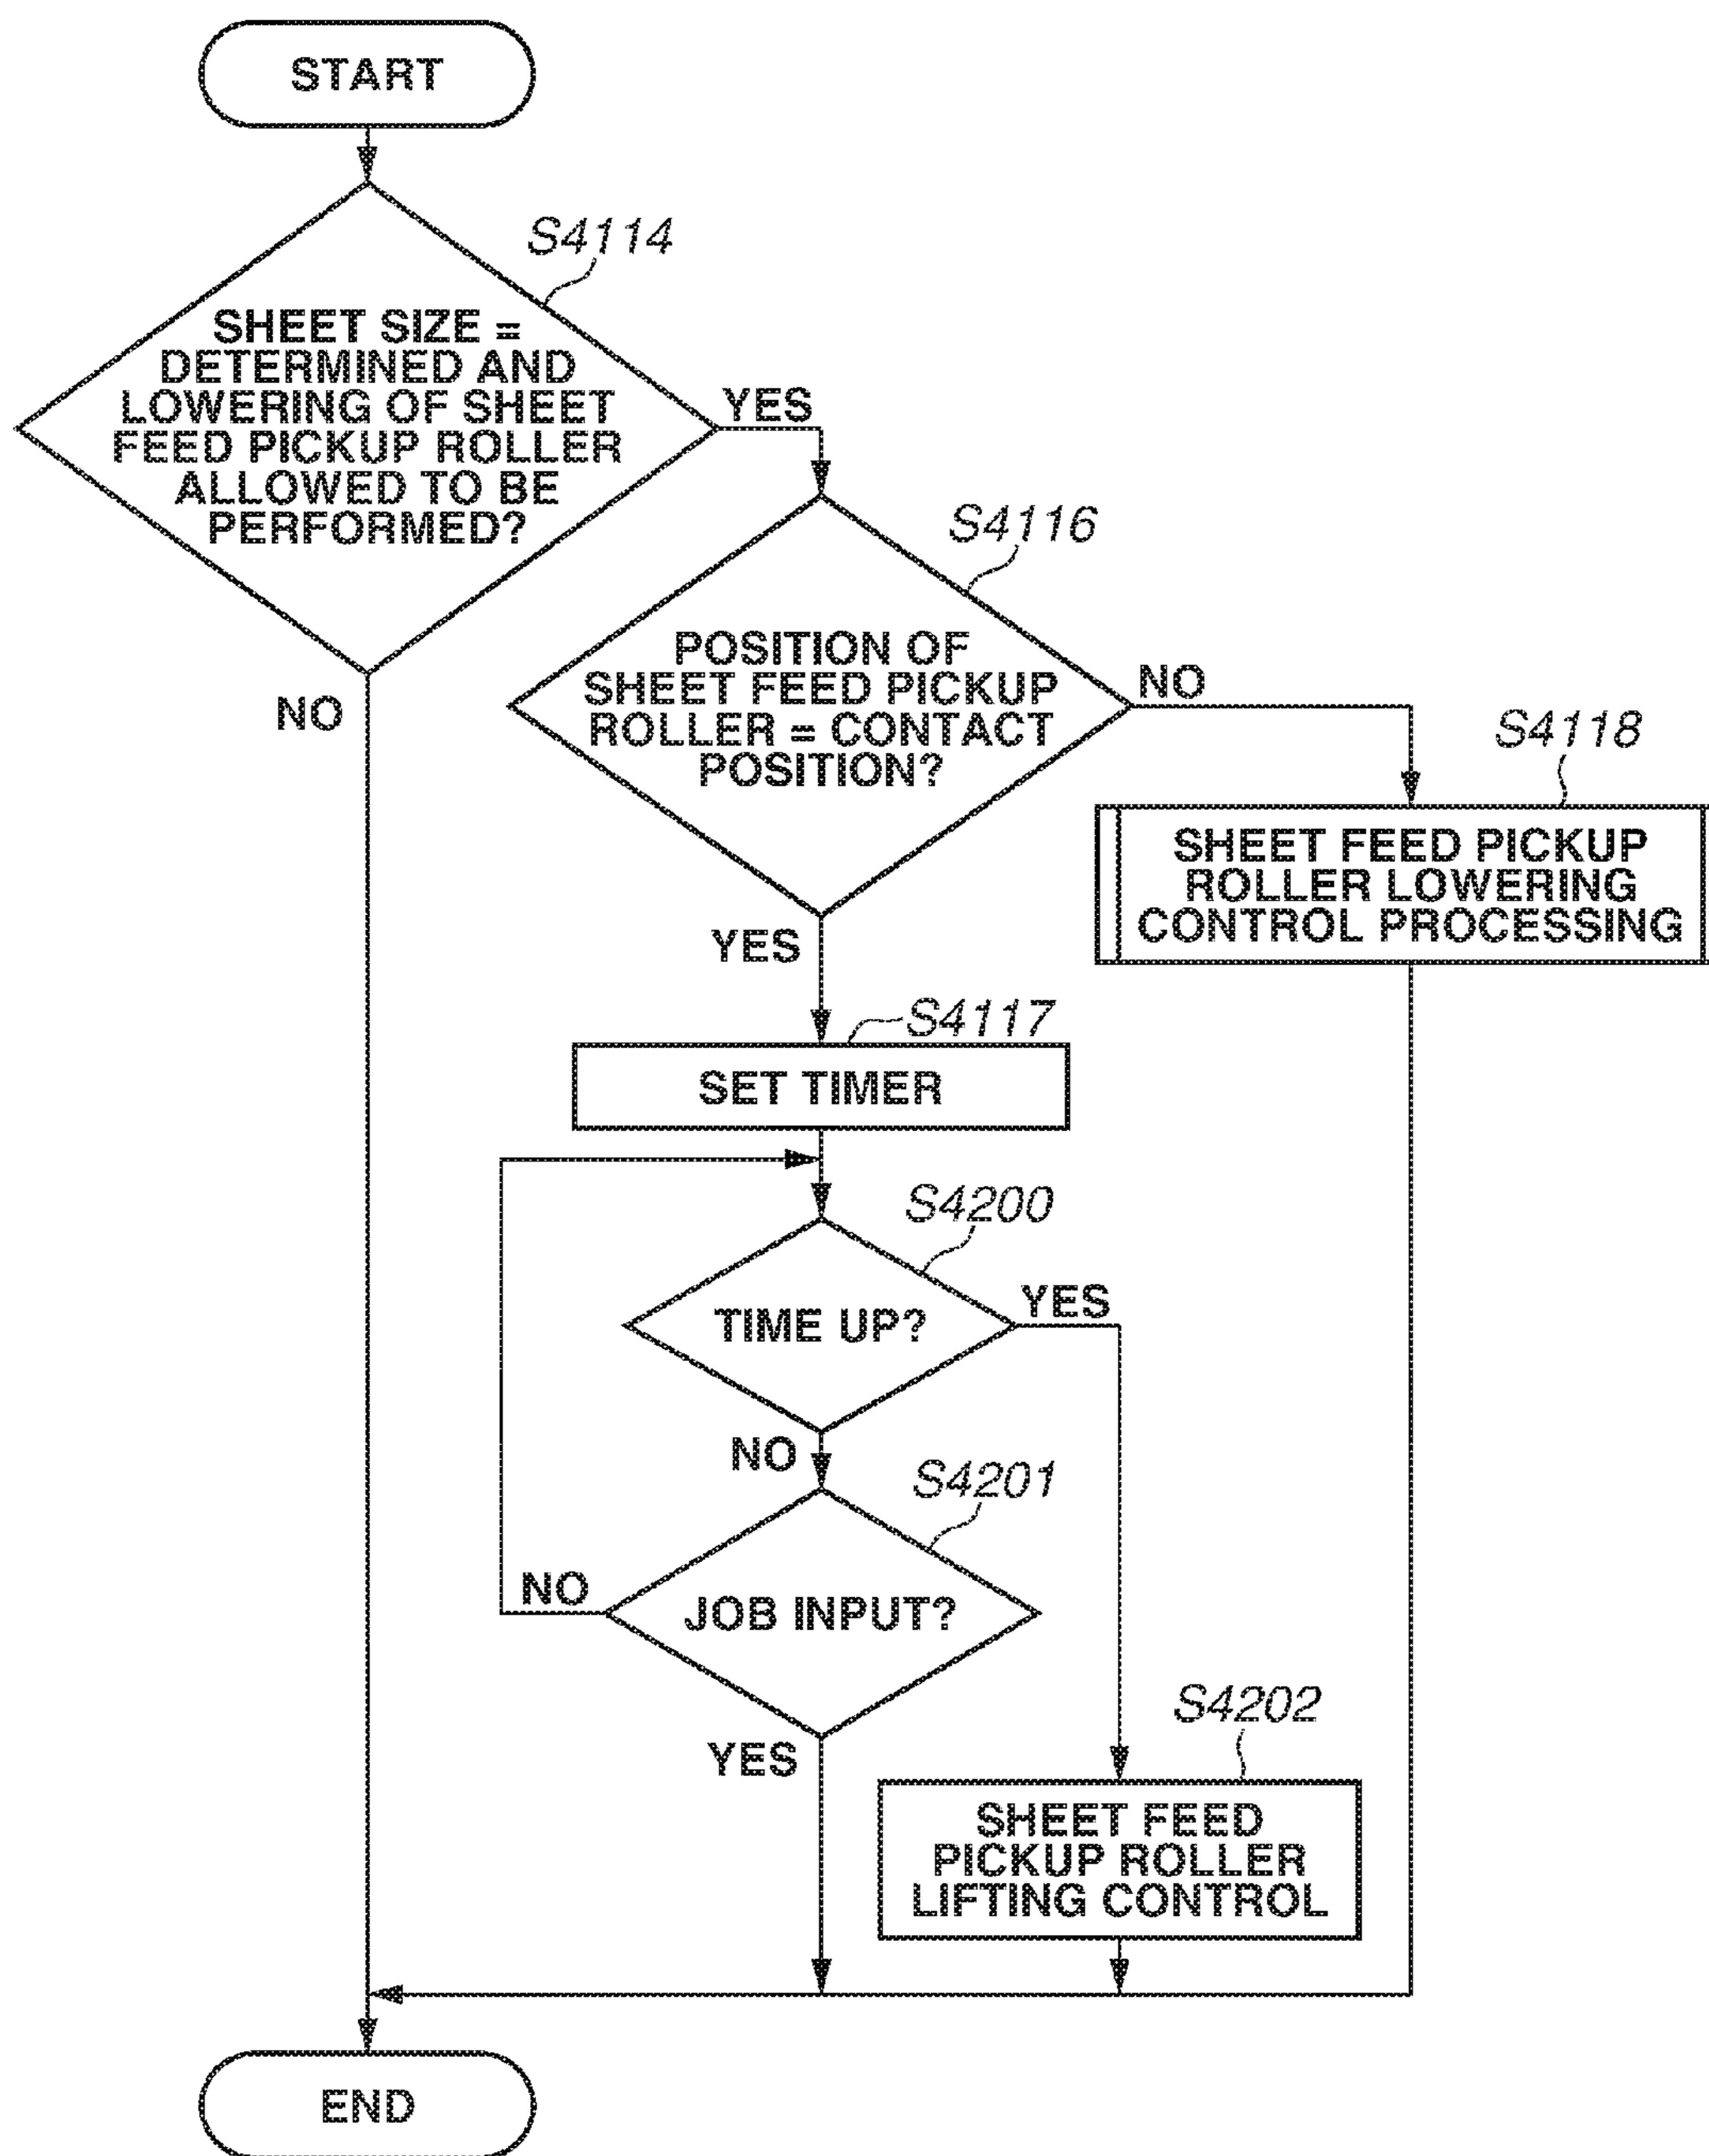 START
S4114
SHEET SIZE =
DETERMINED AND
LOWERING OF SHEET
FEED PICKUP ROLLER
ALLOWED TO BE
PERFORMED?
YES
NO
S4116
POSITION OF
SHEET FEED PICKUP
ROLLER = CONTACT
POSITION?
NO
YES
S4118
SHEET FEED PICKUP
ROLLER LOWERING
CONTROL PROCESSING
S4117
SET TIMER
S4200
TIME UP?
YES
NO
S4201
JOB INPUT?
NO
YES
S4202
SHEET FEED
PICKUP ROLLER
LIFTING CONTROL
END